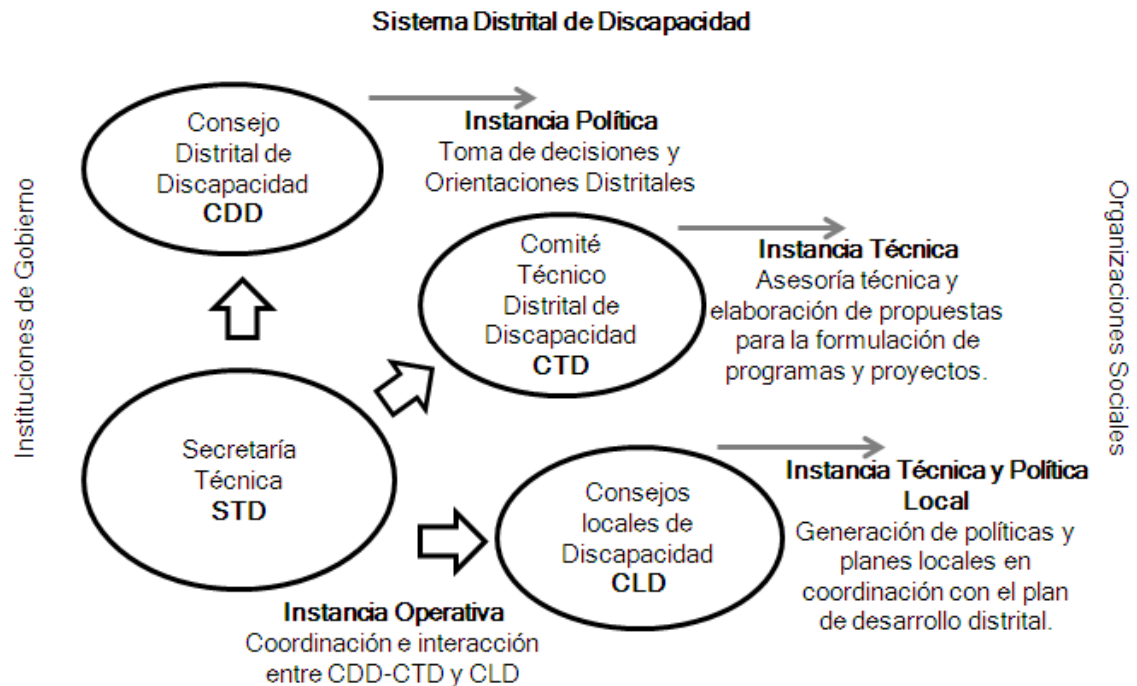 Sistema Distrital de Discapacidad
Instituciones de Gobierno
Consejo
Distrital de
Discapacidad
CDD
Instancia Política
Toma de decisiones y
Orientaciones Distritales
Comité
Técnico
Distrital de
Discapacidad
CTD
Instancia Técnica
Asesoría técnica y
elaboración de propuestas
para la formulación de
programas y proyectos.
Secretaría
Técnica
STD
Instancia Operativa
Coordinación e interacción
entre CDD-CTD y CLD
Consejos
locales de
Discapacidad
CLD
Instancia Técnica y Política
Local
Generación de políticas y
planes locales en
coordinación con el plan
de desarrollo distrital.
Organizaciones Sociales